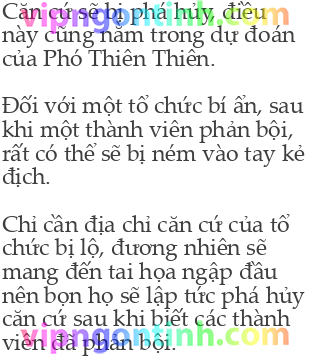 Căn cứ sẽ bị phá hủy, điều
này cũng nằm trong dự đoán
của Phó Thiên Thiên.
Đối với một tổ chức bí ẩn, sau
khi một thành viên phản bội,
rất có thể sẽ bị ném vào tay kẻ
địch.
Chỉ cần địa chỉ căn cứ của tổ
chức bị lộ, đương nhiên sẽ
mang đến tai họa ngập đầu
nên bọn họ sẽ lập tức phá hủy
căn cứ sau khi biết các thành
viên đã phản bội.
vipngontinh.com
vipngontinh.com